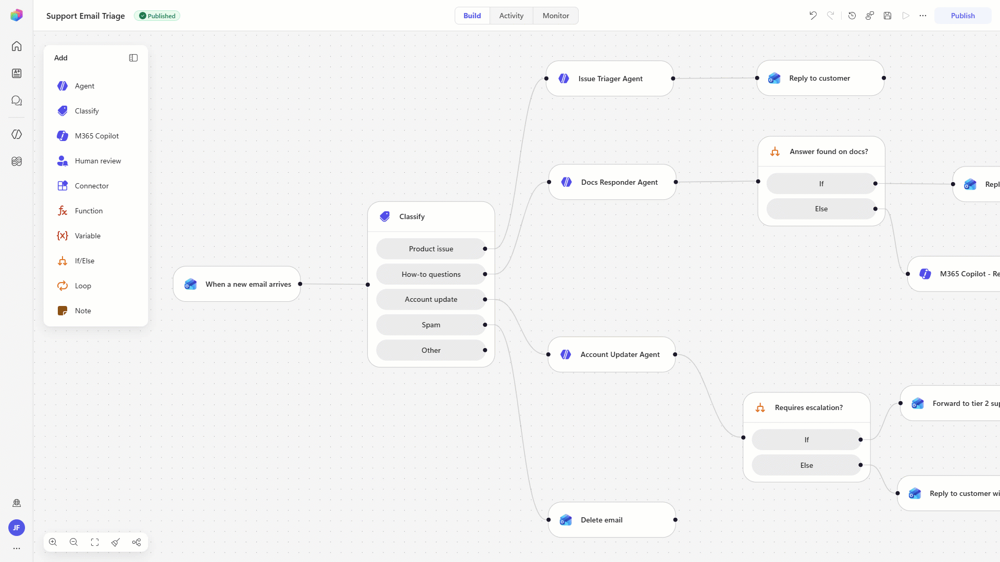 Support Email Triage
Published
Build
Activity
Monitor
Publish
Add
Agent
Classify
M365 Copilot
Human review
Connector
Function
Variable
If/Else
Loop
Note
When a new email arrives
Classify
Product issue
How-to questions
Account update
Spam
Other
Issue Triager Agent
Reply to customer
Docs Responder Agent
Answer found on docs?
If
Else
Repl
M365 Copilot - Re
Account Updater Agent
Requires escalation?
If
Else
Forward to tier 2 sup
Reply to customer wi
Delete email
JF